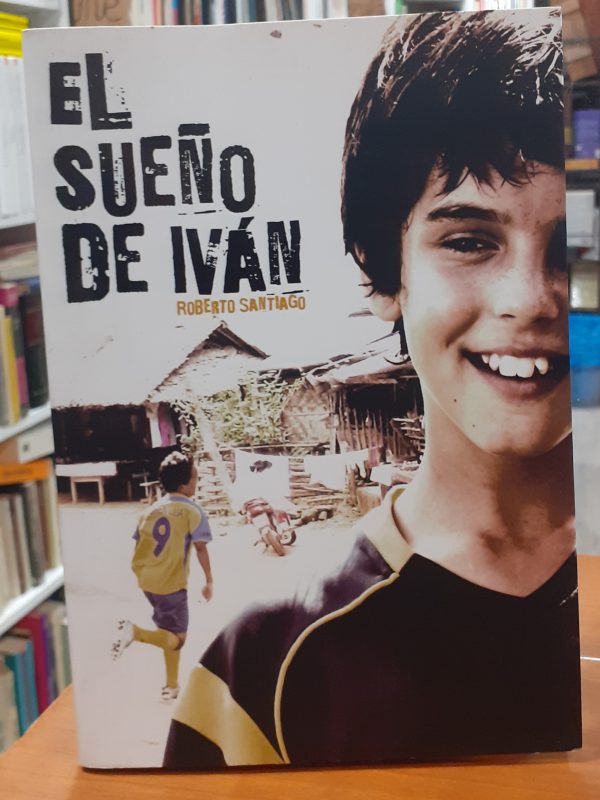 EL
SUEÑO
DE IVÁN
ROBERTO SANTIAGO
9